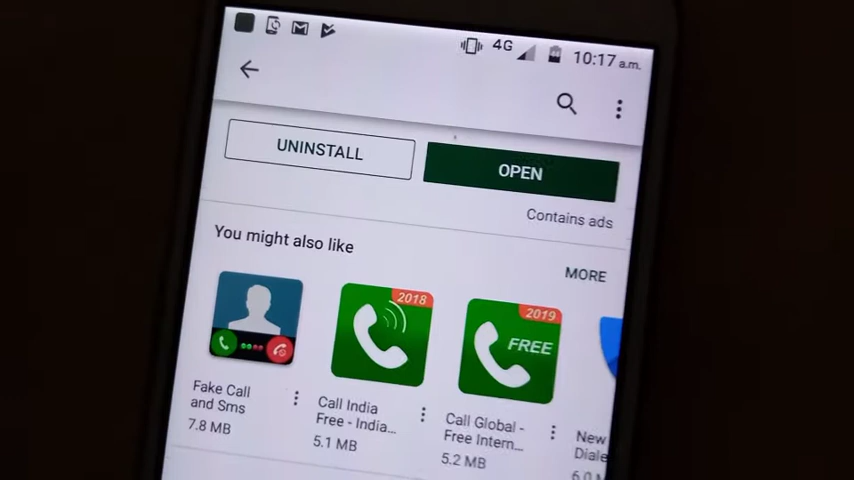 4G 10:17 a.m.
UNINSTALL
OPEN
Contains ads
You might also like
MORE
2018
2019
FREE
Fake Call
and Sms
7.8 MB
Call India
Free - India...
5.1 MB
Call Global -
Free Intern...
5.2 MB
New
Diale
6.0 M